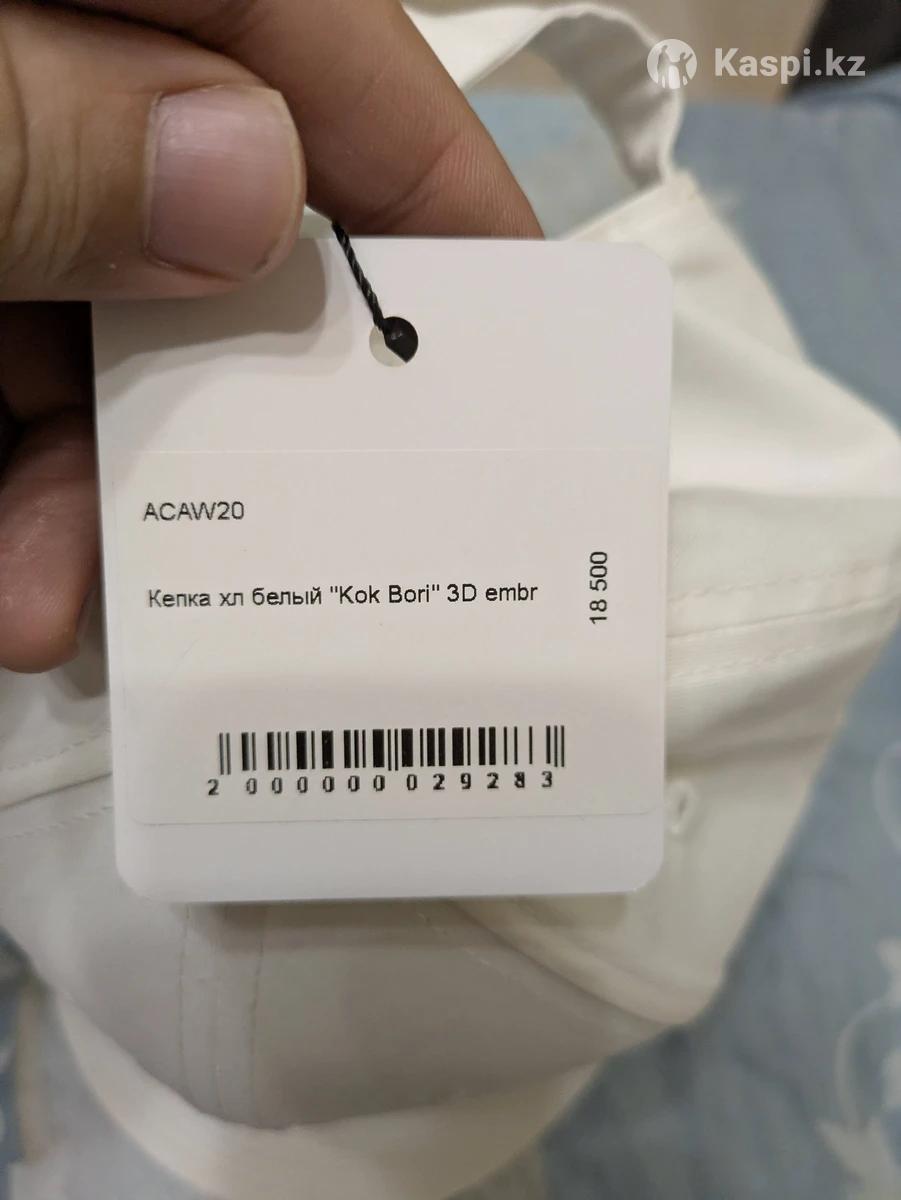 Kaspi.kz
ACAW20
Кепка хл белый "Kok Bori" 3D embr
18 500
2 000000 029283